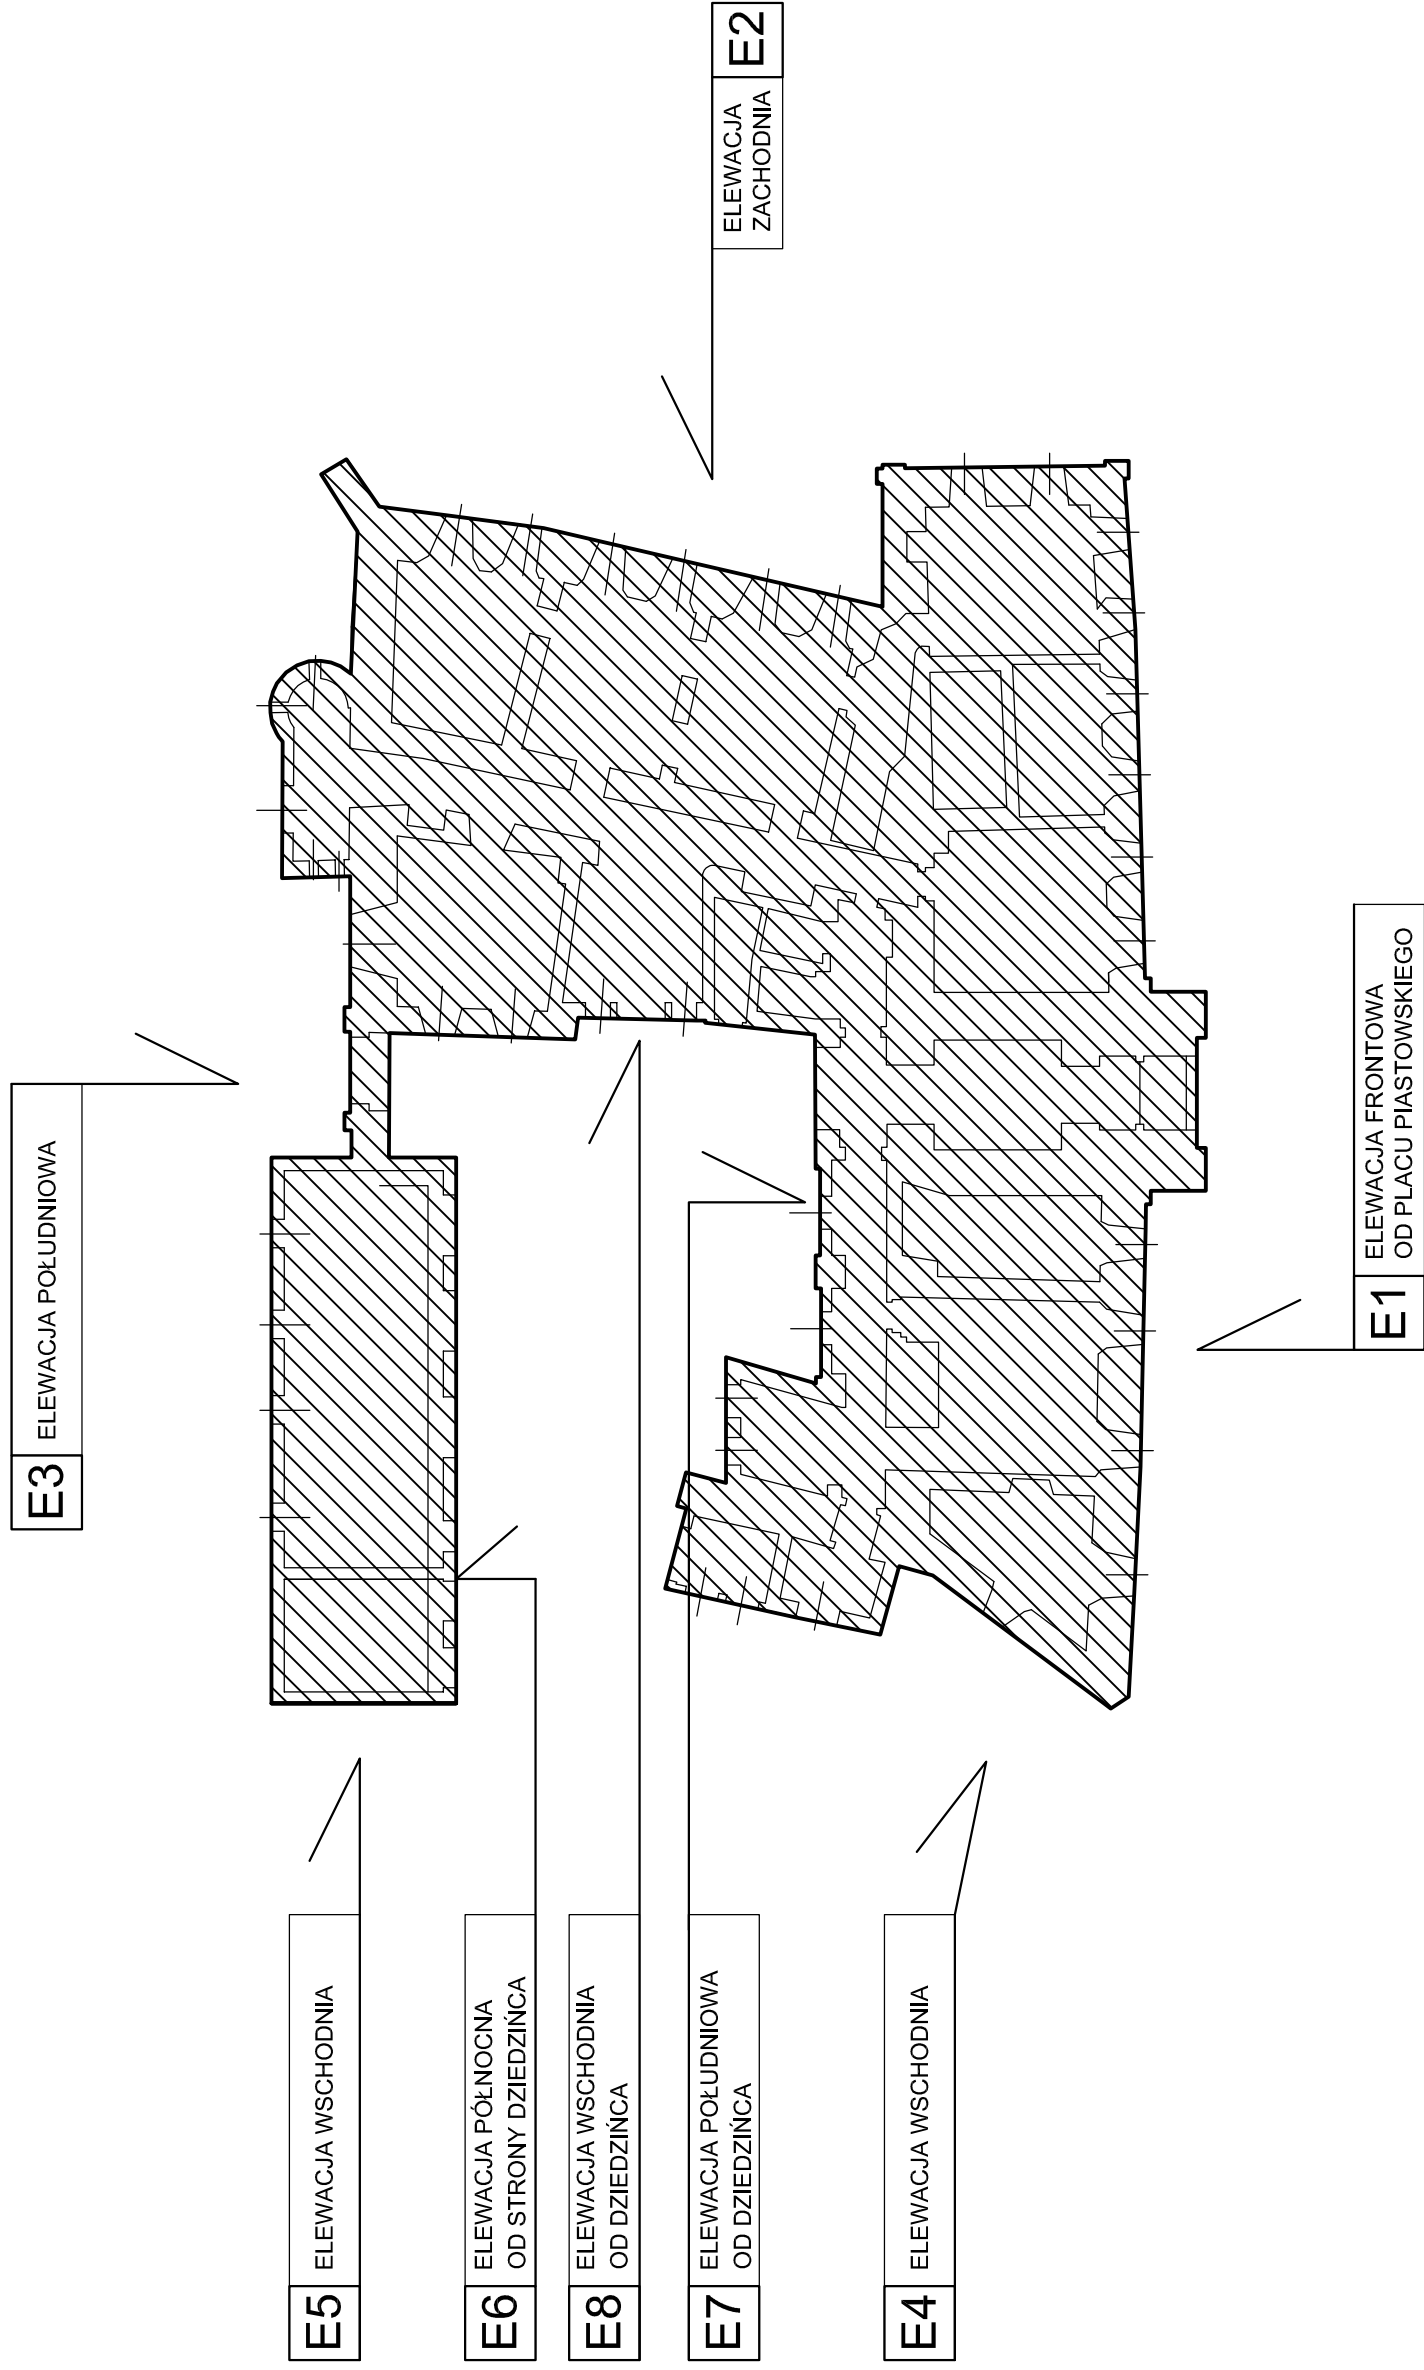 E5
ELEWACJA WSCHODNIA
E3
ELEWACJA POŁUDNIOWA
E6
ELEWACJA PÓŁNOCNA
OD STRONY DZIEDZIŃCA
E8
ELEWACJA WSCHODNIA
OD DZIEDZIŃCA
E7
ELEWACJA POŁUDNIOWA
OD DZIEDZIŃCA
E2
ELEWACJA
ZACHODNIA
E4
ELEWACJA WSCHODNIA
E1
ELEWACJA FRONTOWA
OD PLACU PIASTOWSKIEGO